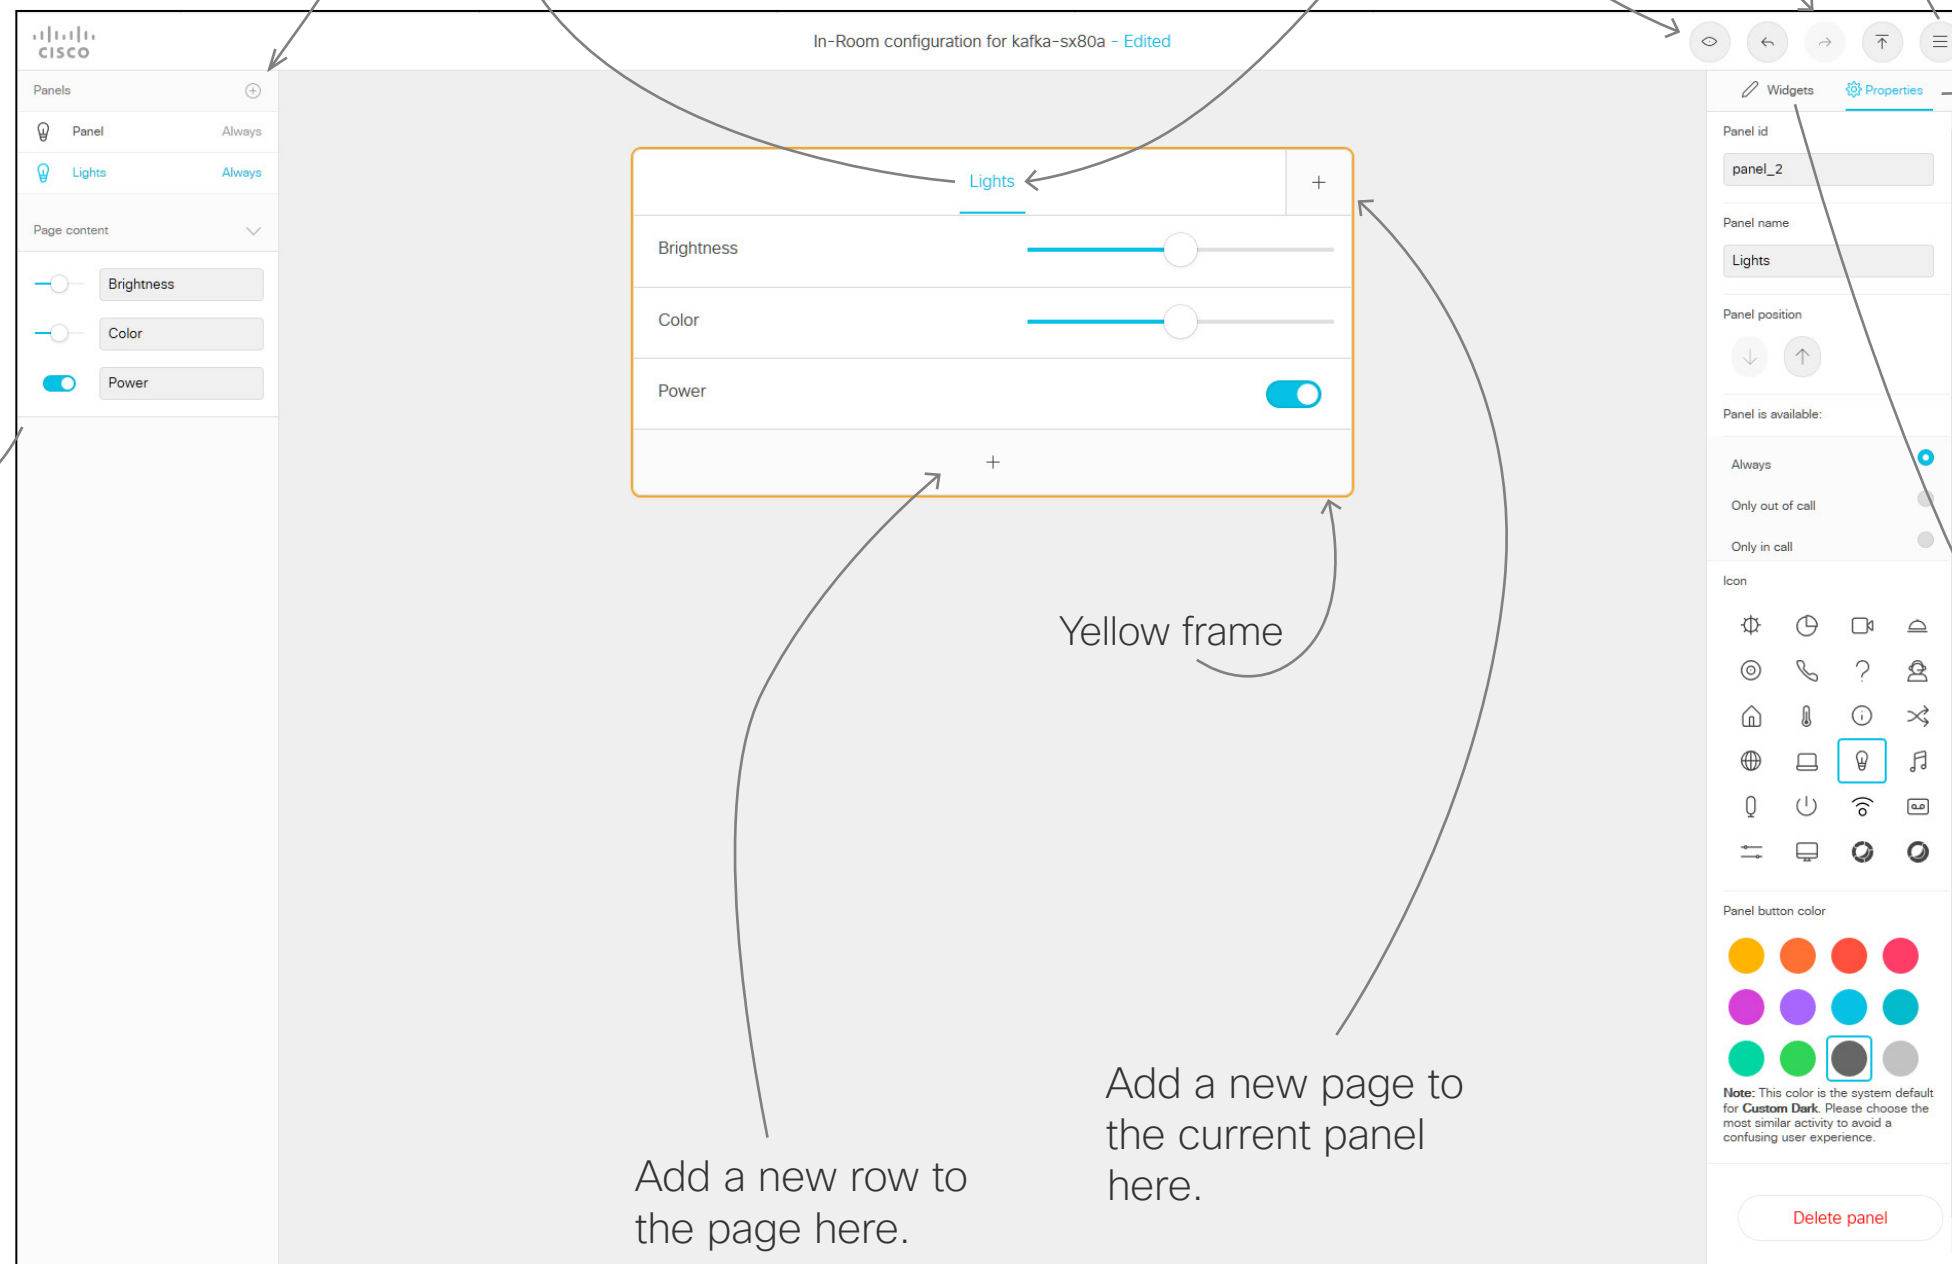 CISCO
In-Room configuration for kafka-sx80a - Edited
Panels
Panel Always
Lights Always
Page content
Brightness
Color
Power
Lights
Brightness
Color
Power
Yellow frame
Add a new row to
the page here.
Add a new page to
the current panel
here.
Widgets Properties
Panel id
panel_2
Panel name
Lights
Panel position
Panel is available:
Always
Only out of call
Only in call
Icon
Panel button color
Note: This color is the system default
for Custom Dark. Please choose the
most similar activity to avoid a
confusing user experience.
Delete panel